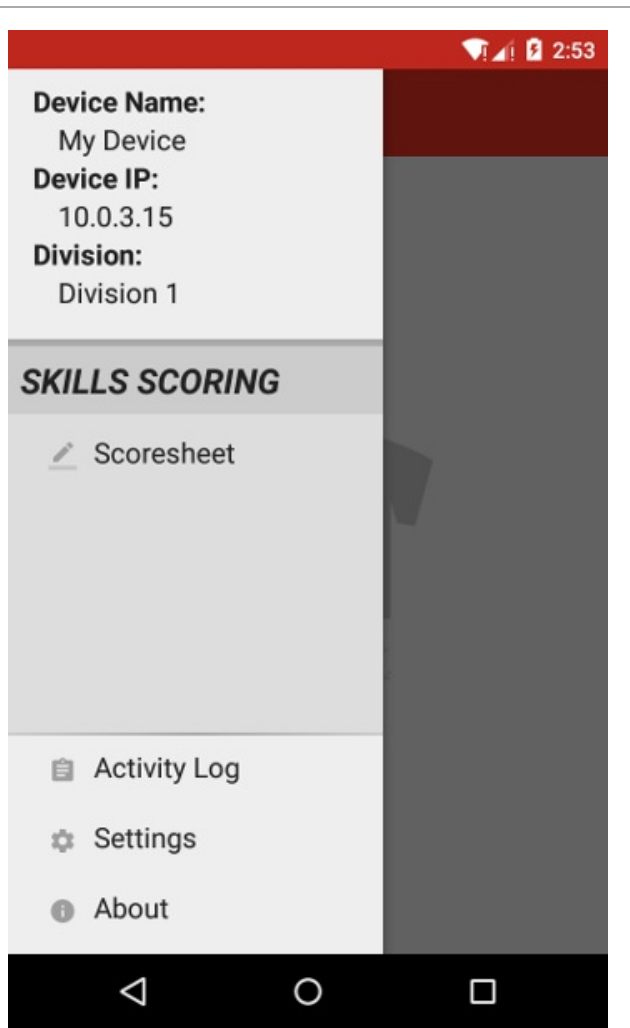 2:53
Device Name:
My Device
Device IP:
10.0.3.15
Division:
Division 1
SKILLS SCORING
Scoresheet
Activity Log
Settings
About